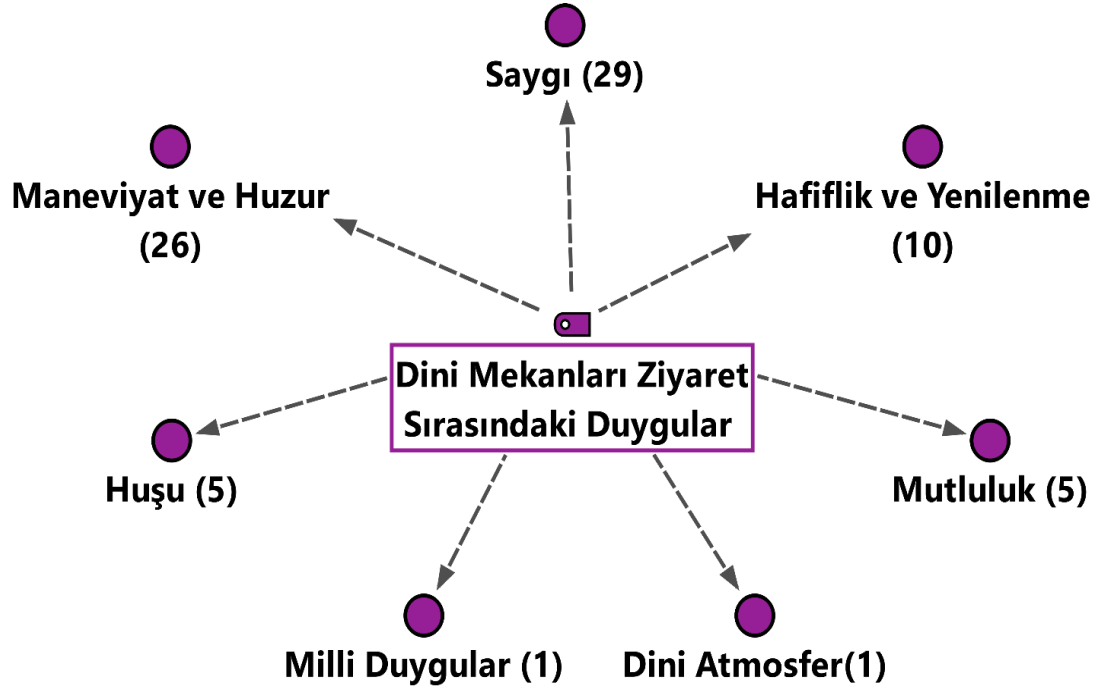 Saygı (29)
Maneviyat ve Huzur
(26)
Hafiflik ve Yenilenme
(10)
Dini Mekanları Ziyaret
Sırasındaki Duygular
Huşu (5)
Mutluluk (5)
Milli Duygular (1)
Dini Atmosfer(1)